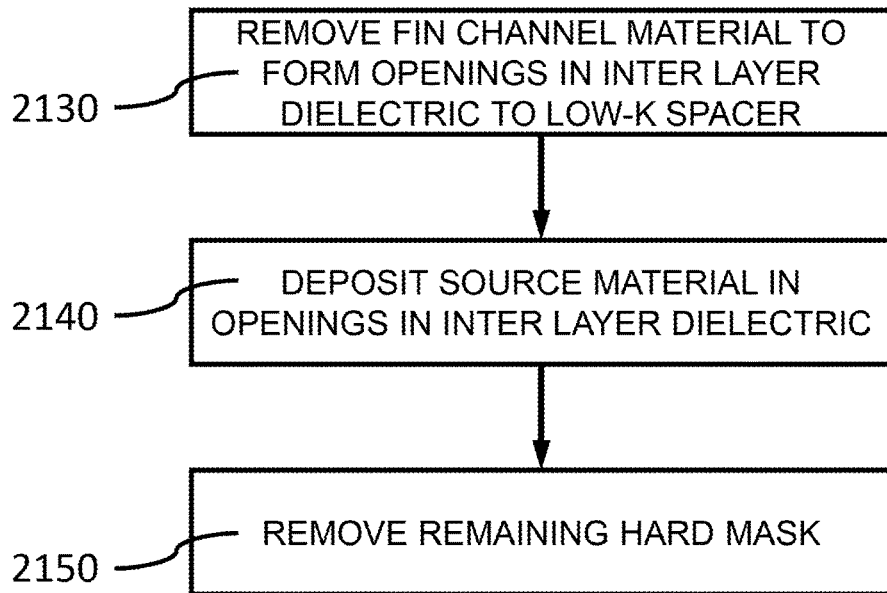 REMOVE FIN CHANNEL MATERIAL TO
FORM OPENINGS IN INTER LAYER
DIELECTRIC TO LOW-K SPACER
2130
DEPOSIT SOURCE MATERIAL IN
OPENINGS IN INTER LAYER DIELECTRIC
2140
REMOVE REMAINING HARD MASK
2150